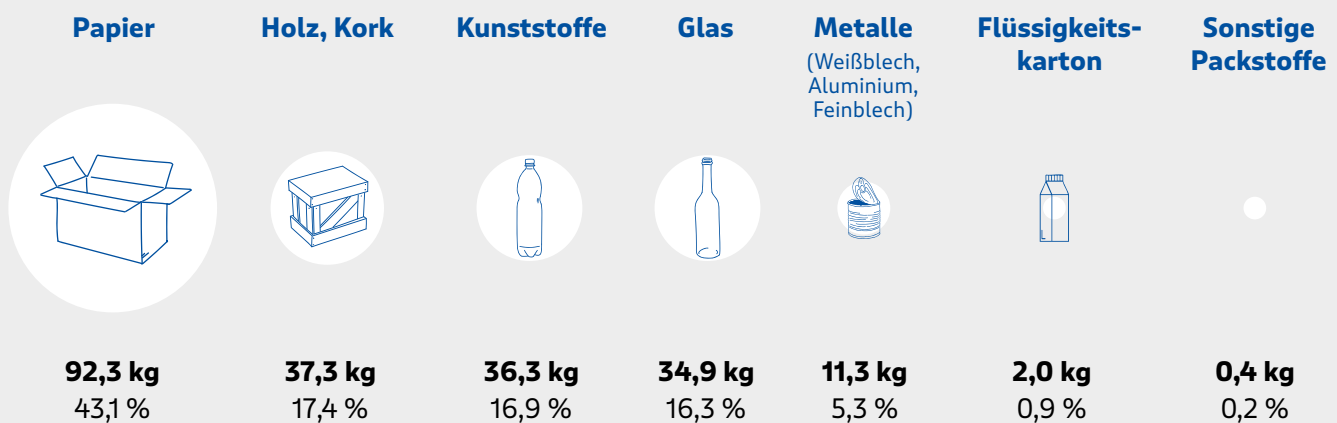 Papier
Holz, Kork
Kunststoffe
Glas
Metalle
(Weißblech,
Aluminium,
Feinblech)
Flüssigkeits-
karton
Sonstige
Packstoffe
92,3 kg
43,1 %
37,3 kg
17,4 %
36,3 kg
16,9 %
34,9 kg
16,3 %
11,3 kg
5,3 %
2,0 kg
0,9 %
0,4 kg
0,2 %